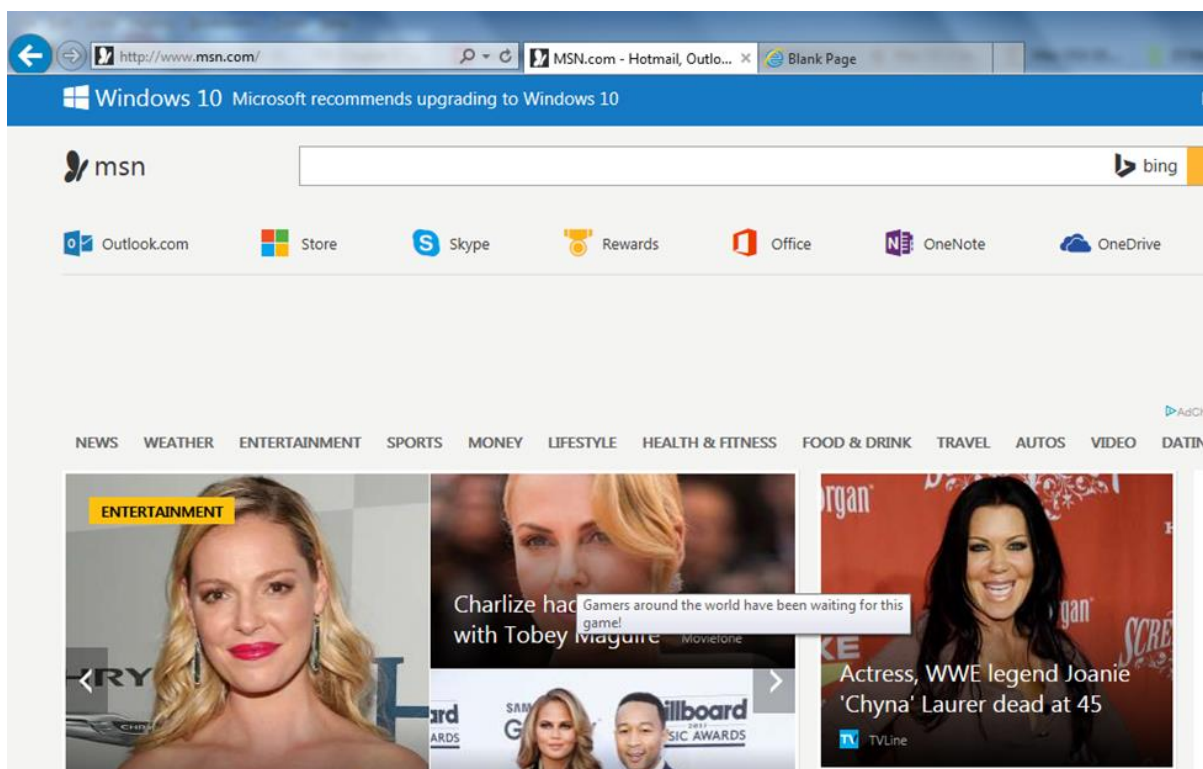 http://www.msn.com/
MSN.com - Hotmail, Outlo...
Blank Page
Windows 10 Microsoft recommends upgrading to Windows 10
msn
bing
Outlook.com Store Skype Rewards Office OneNote OneDrive
NEWS WEATHER ENTERTAINMENT SPORTS MONEY LIFESTYLE HEALTH & FITNESS FOOD & DRINK TRAVEL AUTOS VIDEO DATIN
ENTERTAINMENT
Charlize had
with Tobey Maguire Moviefone
Gamers around the world have been waiting for this
game!
Actress, WWE legend Joanie
'Chyna' Laurer dead at 45
TVLine
illboard
SIC AWARDS